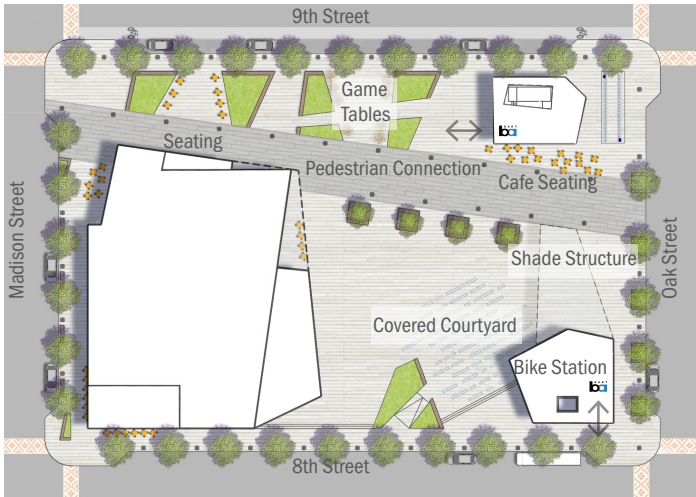 9th Street
Game
Tables
Seating
Pedestrian Connection
Cafe Seating
Madison Street
Oak Street
Shade Structure
Covered Courtyard
Bike Station
8th Street